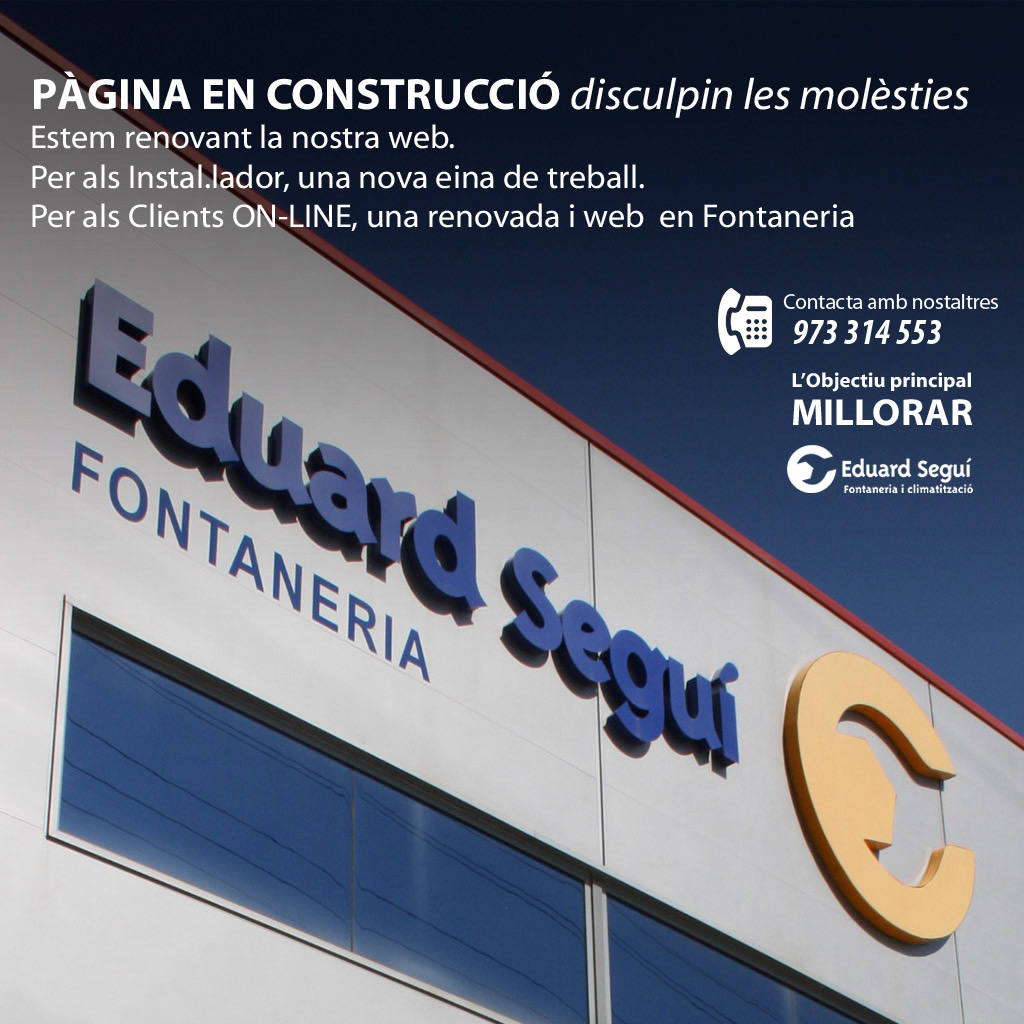 PÀGINA EN CONSTRUCCIÓ disculpin les molèsties
Estem renovant la nostra web.
Per als Instal.lador, una nova eina de treball.
Per als Clients ON-LINE, una renovada i web en Fontaneria
Contacta amb nostaltres
973 314 553
L'Objectiu principal
MILLORAR
Eduard Seguí
Fontaneria i climatització
Eduard Seguí
FONTANERIA